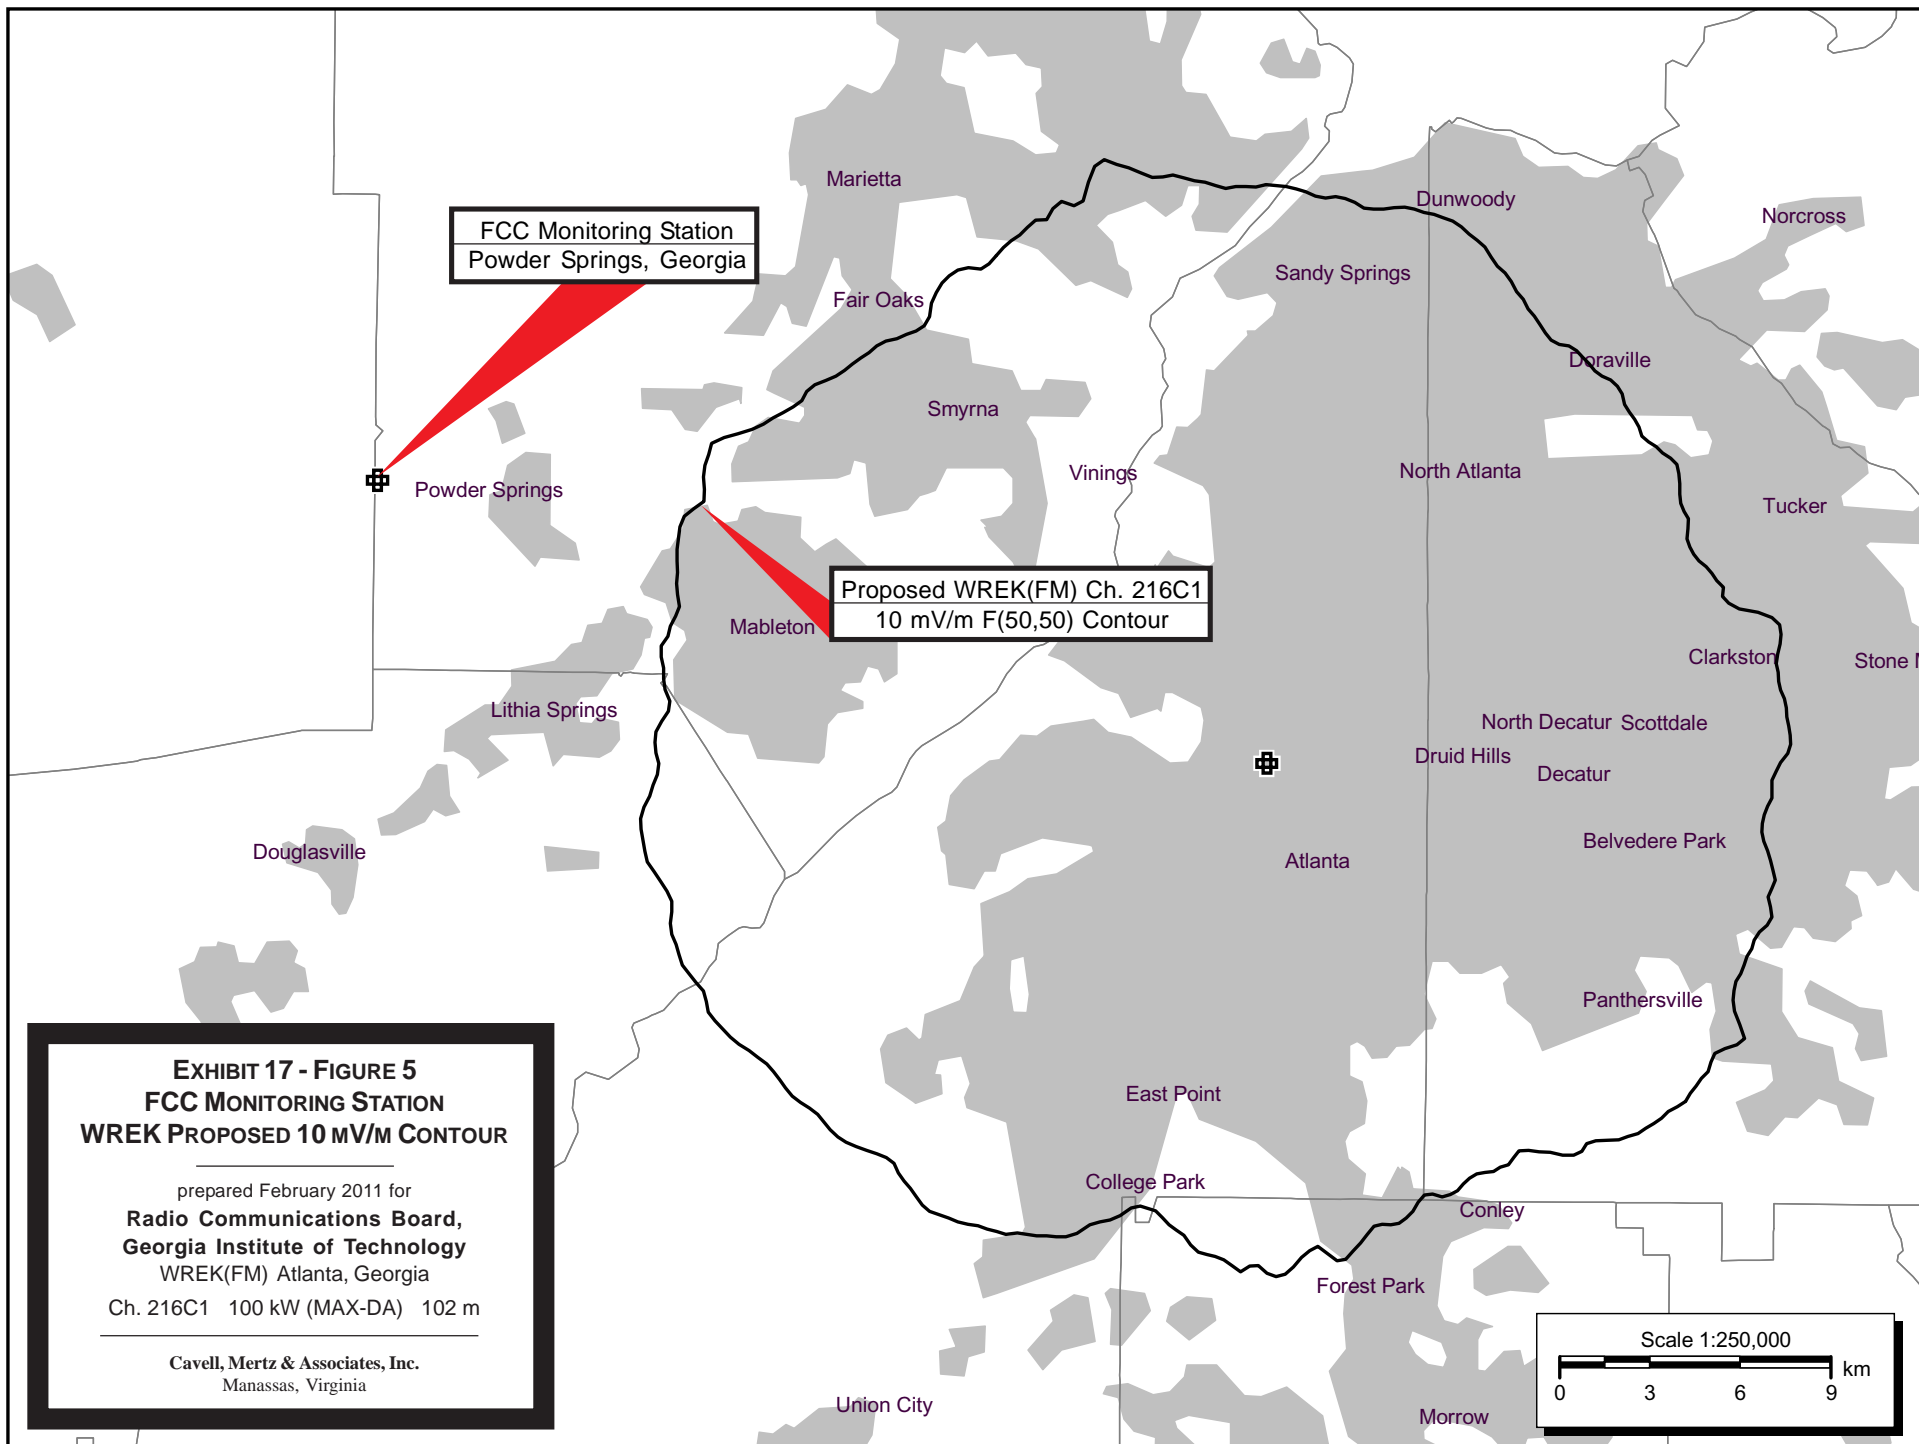 Marietta
Dunwoody
Norcross
FCC Monitoring Station
Powder Springs, Georgia
Sandy Springs
Fair Oaks
Doraville
Smyrna
Vinings
North Atlanta
Powder Springs
Tucker
Proposed WREK(FM) Ch. 216C1
10 mV/m F(50,50) Contour
Mableton
Clarkston
Stone M
Lithia Springs
North Decatur
Scottdale
Druid Hills
Decatur
Belvedere Park
Douglasville
Atlanta
Panthersville
East Point
College Park
Conley
Forest Park
Union City
Morrow
EXHIBIT 17 - FIGURE 5
FCC MONITORING STATION
WREK PROPOSED 10 MV/M CONTOUR
prepared February 2011 for
Radio Communications Board,
Georgia Institute of Technology
WREK(FM) Atlanta, Georgia
Ch. 216C1 100 kW (MAX-DA) 102 m
Cavell, Mertz & Associates, Inc.
Manassas, Virginia
Scale 1:250,000
km
0 3 6 9